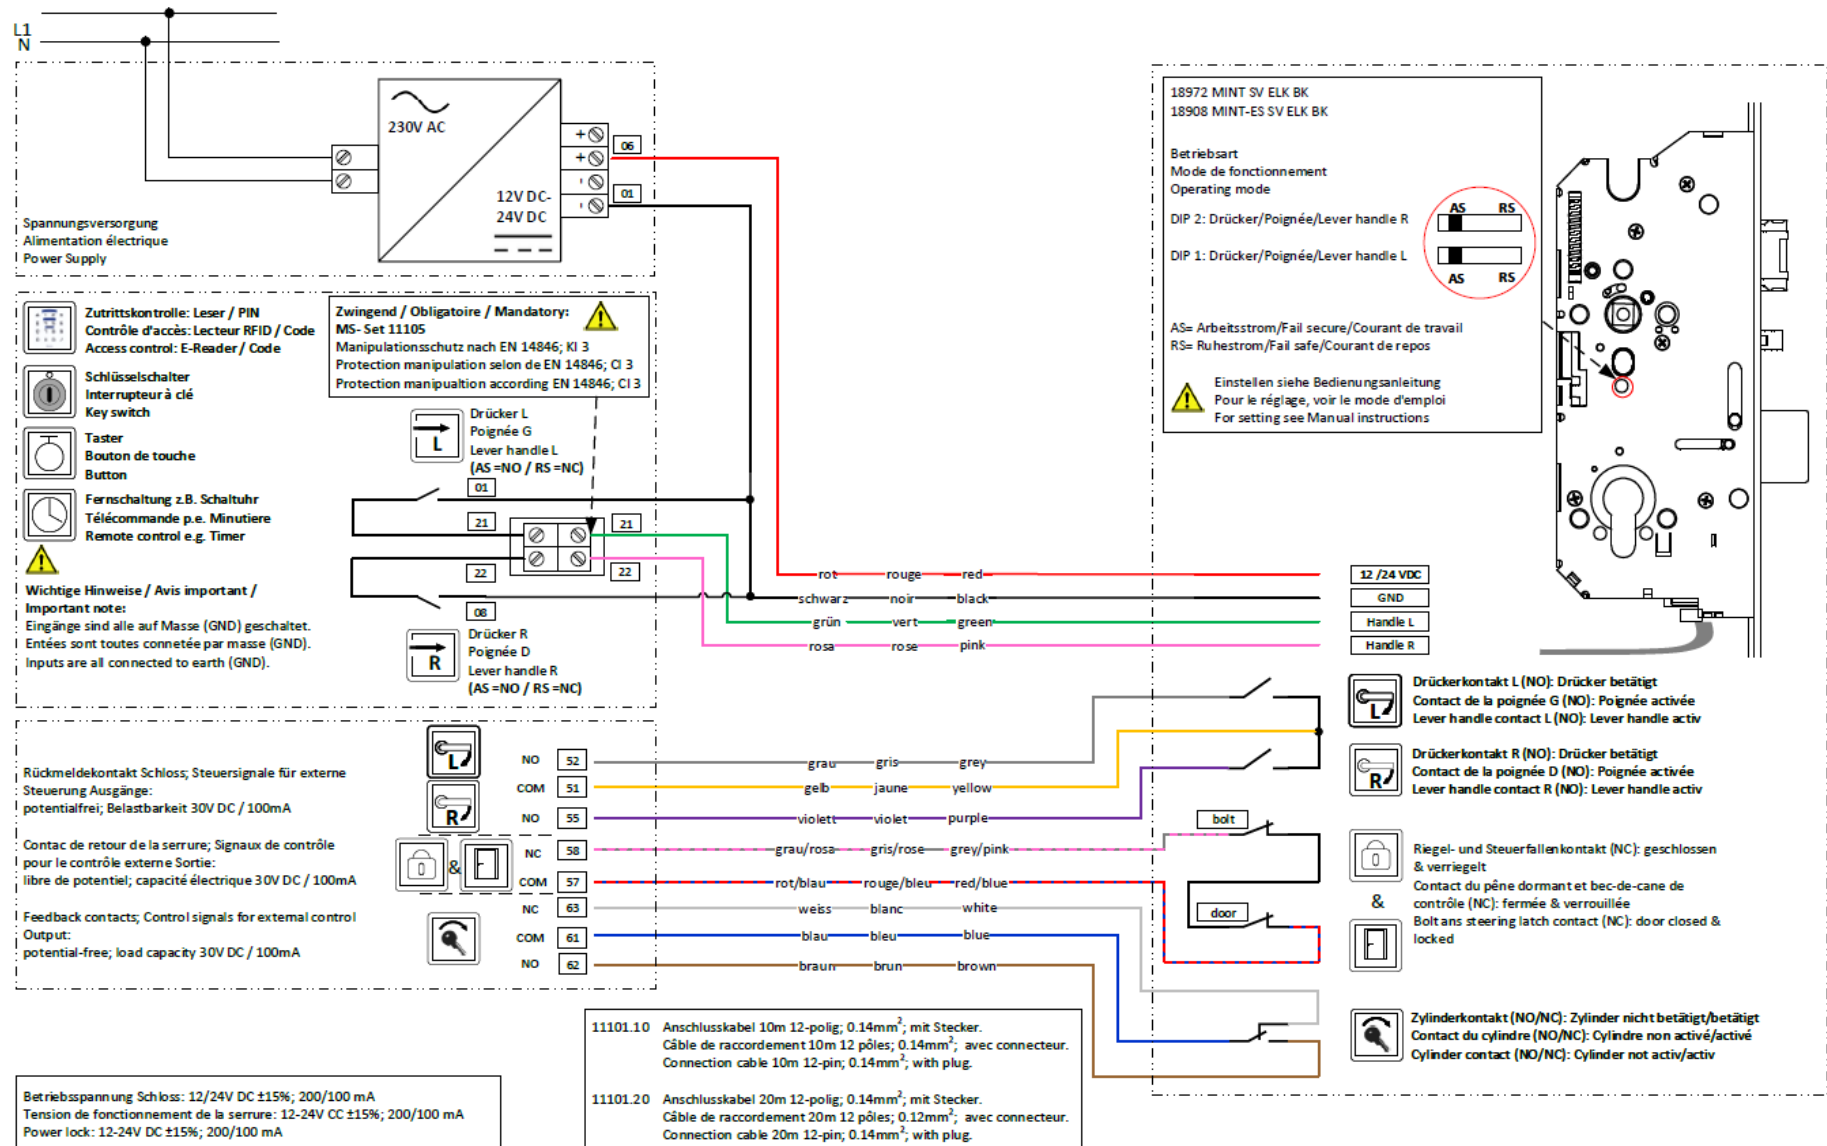 L1
N
230V AC
12V DC-
24V DC
+
+
-
-
06
01
Spannungsversorgung
Alimentation électrique
Power Supply
Zutrittskontrolle: Leser / PIN
Contrôle d'accès: Lecteur RFID / Code
Access control: E-Reader / Code
Schlüsselschalter
Interrupteur à clé
Key switch
Taster
Bouton de touche
Button
Fernschaltung z.B. Schaltuhr
Télécommande p.e. Minutiere
Remote control e.g. Timer
Wichtige Hinweise / Avis important /
Important note:
Eingänge sind alle auf Masse (GND) geschaltet.
Entées sont toutes connetée par masse (GND).
Inputs are all connected to earth (GND).
Zwingend / Obligatoire / Mandatory:
MS- Set 11105
Manipulationsschutz nach EN 14846; Kl 3
Protection manipulation selon de EN 14846; Cl 3
Protection manipualtion according EN 14846; Cl 3
L
Drücker L
Poignée G
Lever handle L
(AS =NO / RS =NC)
01
21
21
22
22
08
R
Drücker R
Poignée D
Lever handle R
(AS =NO / RS =NC)
rot rouge red
schwarz noir black
grün vert green
rosa rose pink
12 /24 VDC
GND
Handle L
Handle R
18972 MINT SV ELK BK
18908 MINT-ES SV ELK BK
Betriebsart
Mode de fonctionnement
Operating mode
DIP 2: Drücker/Poignée/Lever handle R
DIP 1: Drücker/Poignée/Lever handle L
AS RS
AS RS
AS= Arbeitsstrom/Fail secure/Courant de travail
RS= Ruhestrom/Fail safe/Courant de repos
Einstellen siehe Bedienungsanleitung
Pour le réglage, voir le mode d'emploi
For setting see Manual instructions
Rückmeldekontakt Schloss; Steuersignale für externe
Steuerung Ausgänge:
potentialfrei; Belastbarkeit 30V DC / 100mA
Contac de retour de la serrure; Signaux de contrôle
pour le contrôle externe Sortie:
libre de potentiel; capacité électrique 30V DC / 100mA
Feedback contacts; Control signals for external control
Output:
potential-free; load capacity 30V DC / 100mA
L
R
&
NO 52 grau gris grey
COM 51 gelb jaune yellow
NO 55 violett violet purple
NC 58 grau/rosa gris/rose grey/pink
COM 57 rot/blau rouge/bleu red/blue
NC 63 weiss blanc white
COM 61 blau bleu blue
NO 62 braun brun brown
bolt
door
L
Drückerkontakt L (NO): Drücker betätigt
Contact de la poignée G (NO): Poignée activée
Lever handle contact L (NO): Lever handle activ
R
Drückerkontakt R (NO): Drücker betätigt
Contact de la poignée D (NO): Poignée activée
Lever handle contact R (NO): Lever handle activ
&
Riegel- und Steuerfallenkontakt (NC): geschlossen
& verriegelt
Contact du pêne dormant et bec-de-cane de
contrôle (NC): fermée & verrouillée
Bolt ans steering latch contact (NC): door closed &
locked
Zylinderkontakt (NO/NC): Zylinder nicht betätigt/betätigt
Contact du cylindre (NO/NC): Cylindre non activé/activé
Cylinder contact (NO/NC): Cylinder not activ/activ
Betriebsspannung Schloss: 12/24V DC ±15%; 200/100 mA
Tension de fonctionnement de la serrure: 12-24V CC ±15%; 200/100 mA
Power lock: 12-24V DC ±15%; 200/100 mA
11101.10 Anschlusskabel 10m 12-polig; 0.14mm²; mit Stecker.
Câble de raccordement 10m 12 pôles; 0.14mm²; avec connecteur.
Connection cable 10m 12-pin; 0.14mm²; with plug.
11101.20 Anschlusskabel 20m 12-polig; 0.14mm²; mit Stecker.
Câble de raccordement 20m 12 pôles; 0.12mm²; avec connecteur.
Connection cable 20m 12-pin; 0.14mm²; with plug.